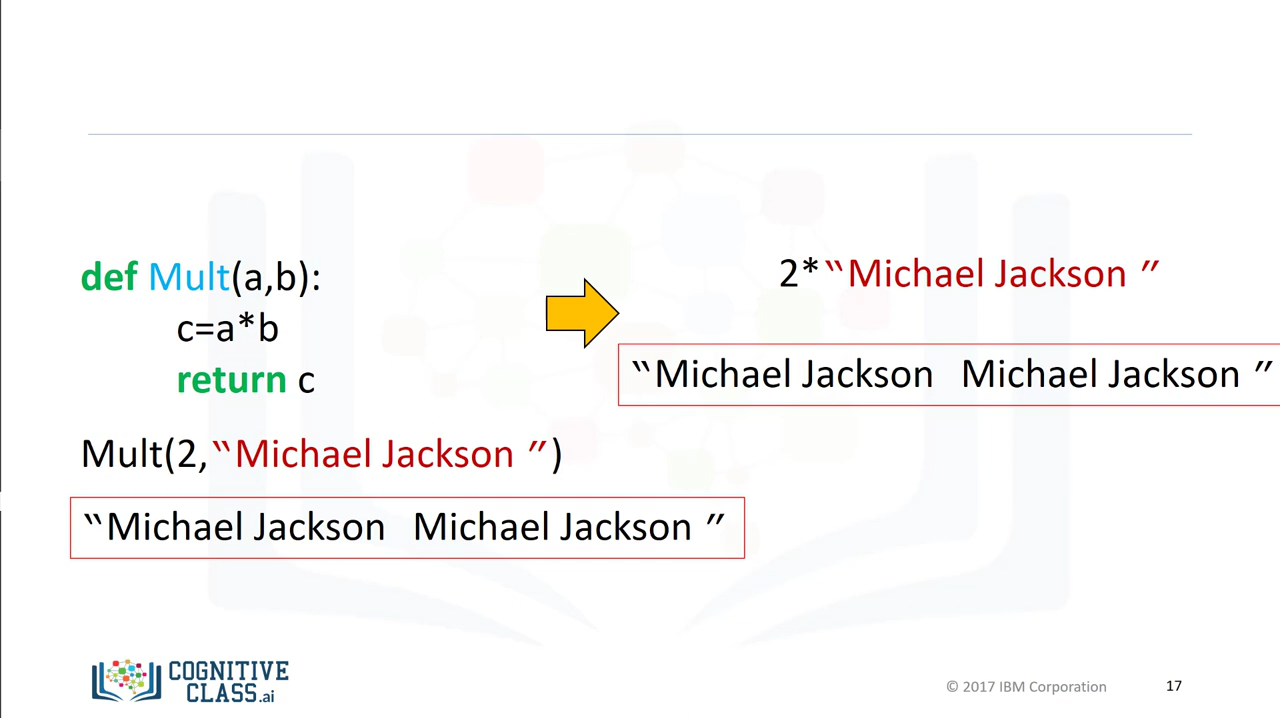 def Mult(a,b):
c=a*b
return c
Mult(2,“Michael Jackson ”)
“Michael Jackson  Michael Jackson ”
2*“Michael Jackson ”
“Michael Jackson  Michael Jackson ”
COGNITIVE
CLASS.ai
© 2017 IBM Corporation
17